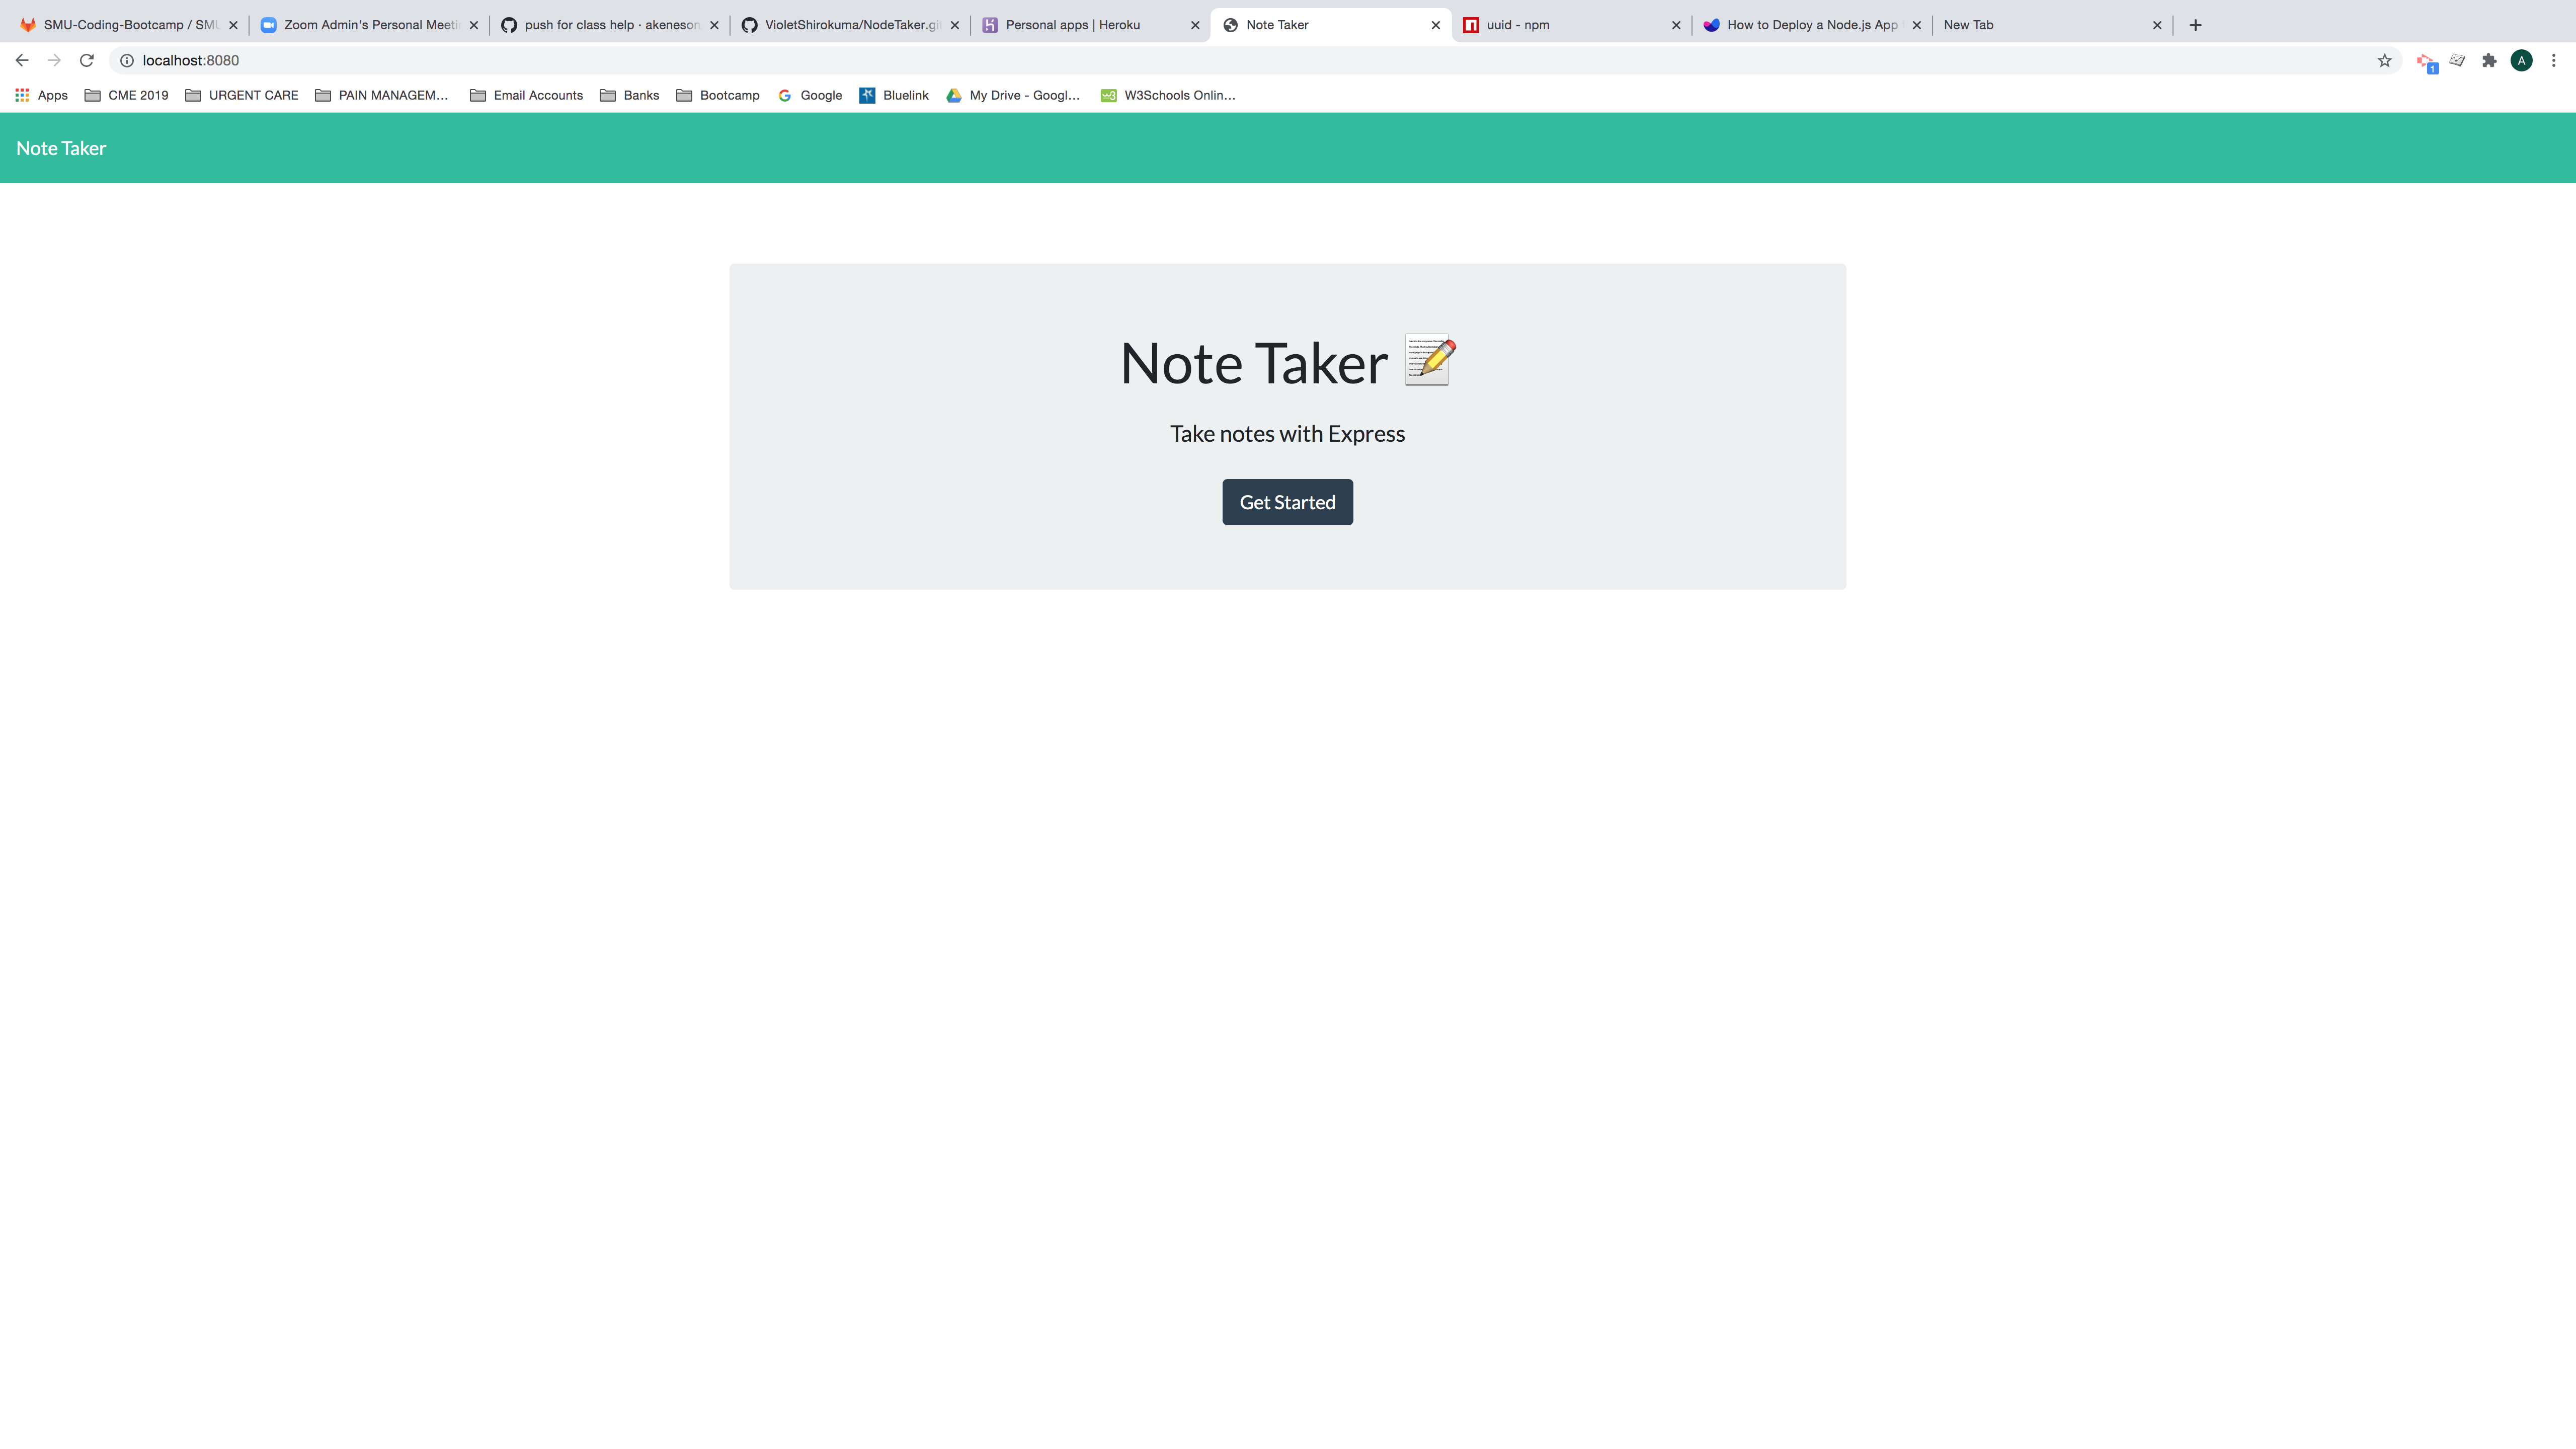 SMU-Coding-Bootcamp / SMU
Zoom Admin's Personal Meeti
push for class help · akeneson
VioletShirokuma/NodeTaker.gi
Personal apps | Heroku
Note Taker
uuid - npm
How to Deploy a Node.js App
New Tab
localhost:8080
A
1
Apps
CME 2019
URGENT CARE
PAIN MANAGEM...
Email Accounts
Banks
Bootcamp
Google
Bluelink
My Drive - Googl...
W3Schools Onlin...
Note Taker
Note Taker
Take notes with Express
Get Started